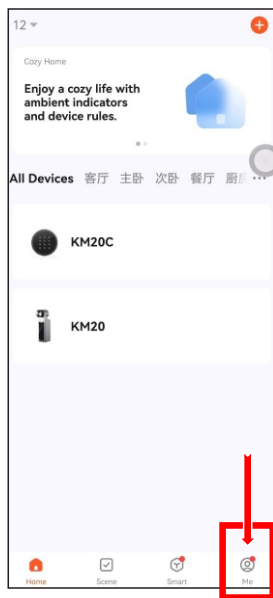 12
Cozy Home
Enjoy a cozy life with
ambient indicators
and device rules.
All Devices 客厅 主卧 次卧 餐厅
KM20C
KM20
Home Scene Smart Me